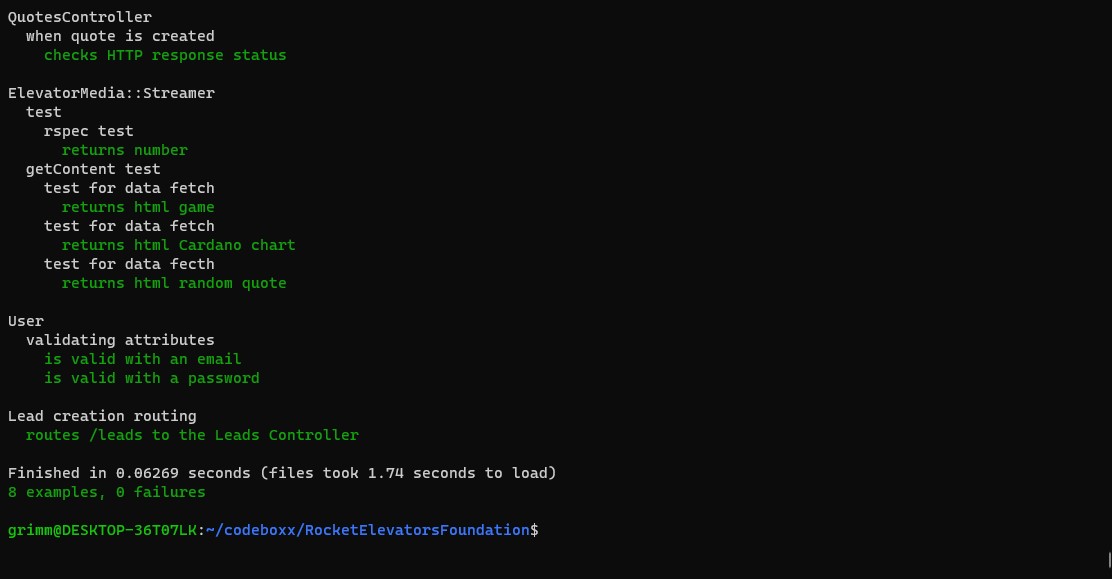 QuotesController
when quote is created
checks HTTP response status
ElevatorMedia::Streamer
test
rspec test
returns number
getContent test
test for data fetch
returns html game
test for data fetch
returns html Cardano chart
test for data fecth
returns html random quote
User
validating attributes
is valid with an email
is valid with a password
Lead creation routing
routes /leads to the Leads Controller
Finished in 0.06269 seconds (files took 1.74 seconds to load)
8 examples, 0 failures
grimm@DESKTOP-36T07LK:~/codeboxx/RocketElevatorsFoundation$